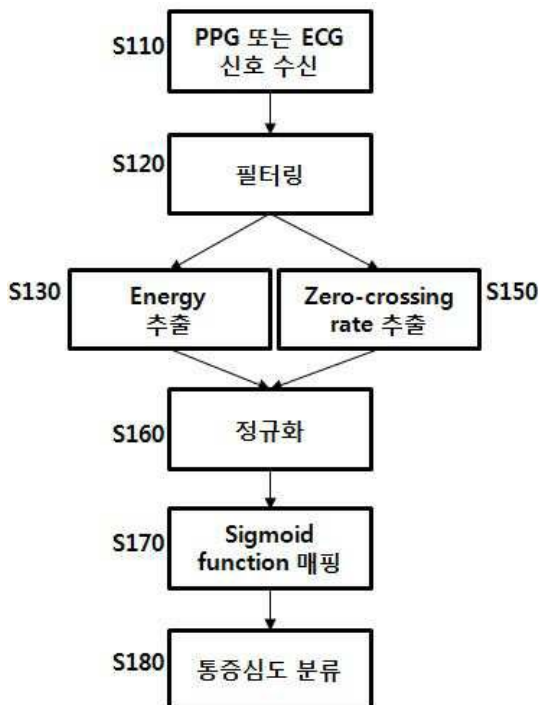 S110
PPG 또는 ECG
신호 수신
S120
필터링
S130
Energy
추출
Zero-crossing
rate 추출
S150
S160
정규화
S170
Sigmoid
function 매핑
S180
통증심도 분류